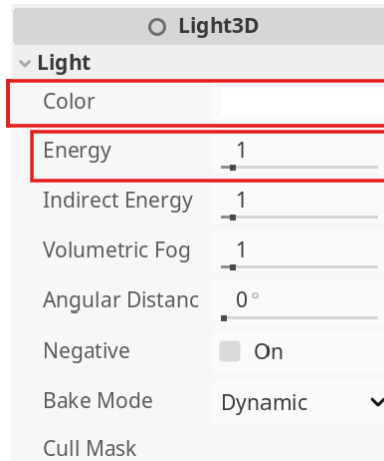 Light3D
Light
Color
Energy 1
Indirect Energy 1
Volumetric Fog 1
Angular Distanc 0°
Negative On
Bake Mode Dynamic
Cull Mask